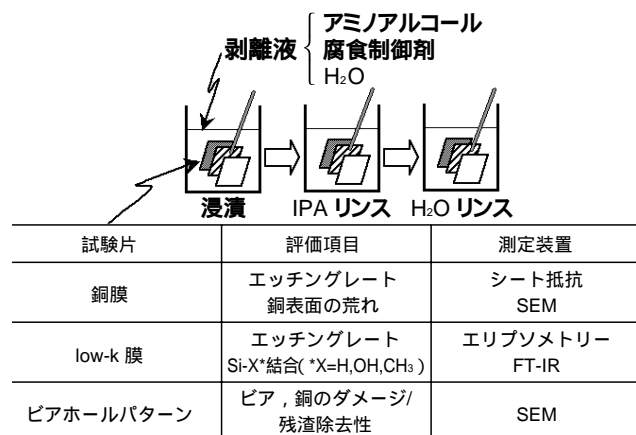 剥離液
アミノアルコール
腐食制御剤
H₂O
浸漬 IPA リンス H₂O リンス
試験片 評価項目 測定装置
銅膜 エッチングレート シート抵抗
銅表面の荒れ SEM
low-k 膜 エッチングレート エリプソメトリー
Si-X*結合( *X=H,OH,CH₃ ) FT-IR
ビアホールパターン ビア , 銅のダメージ/ SEM
残渣除去性